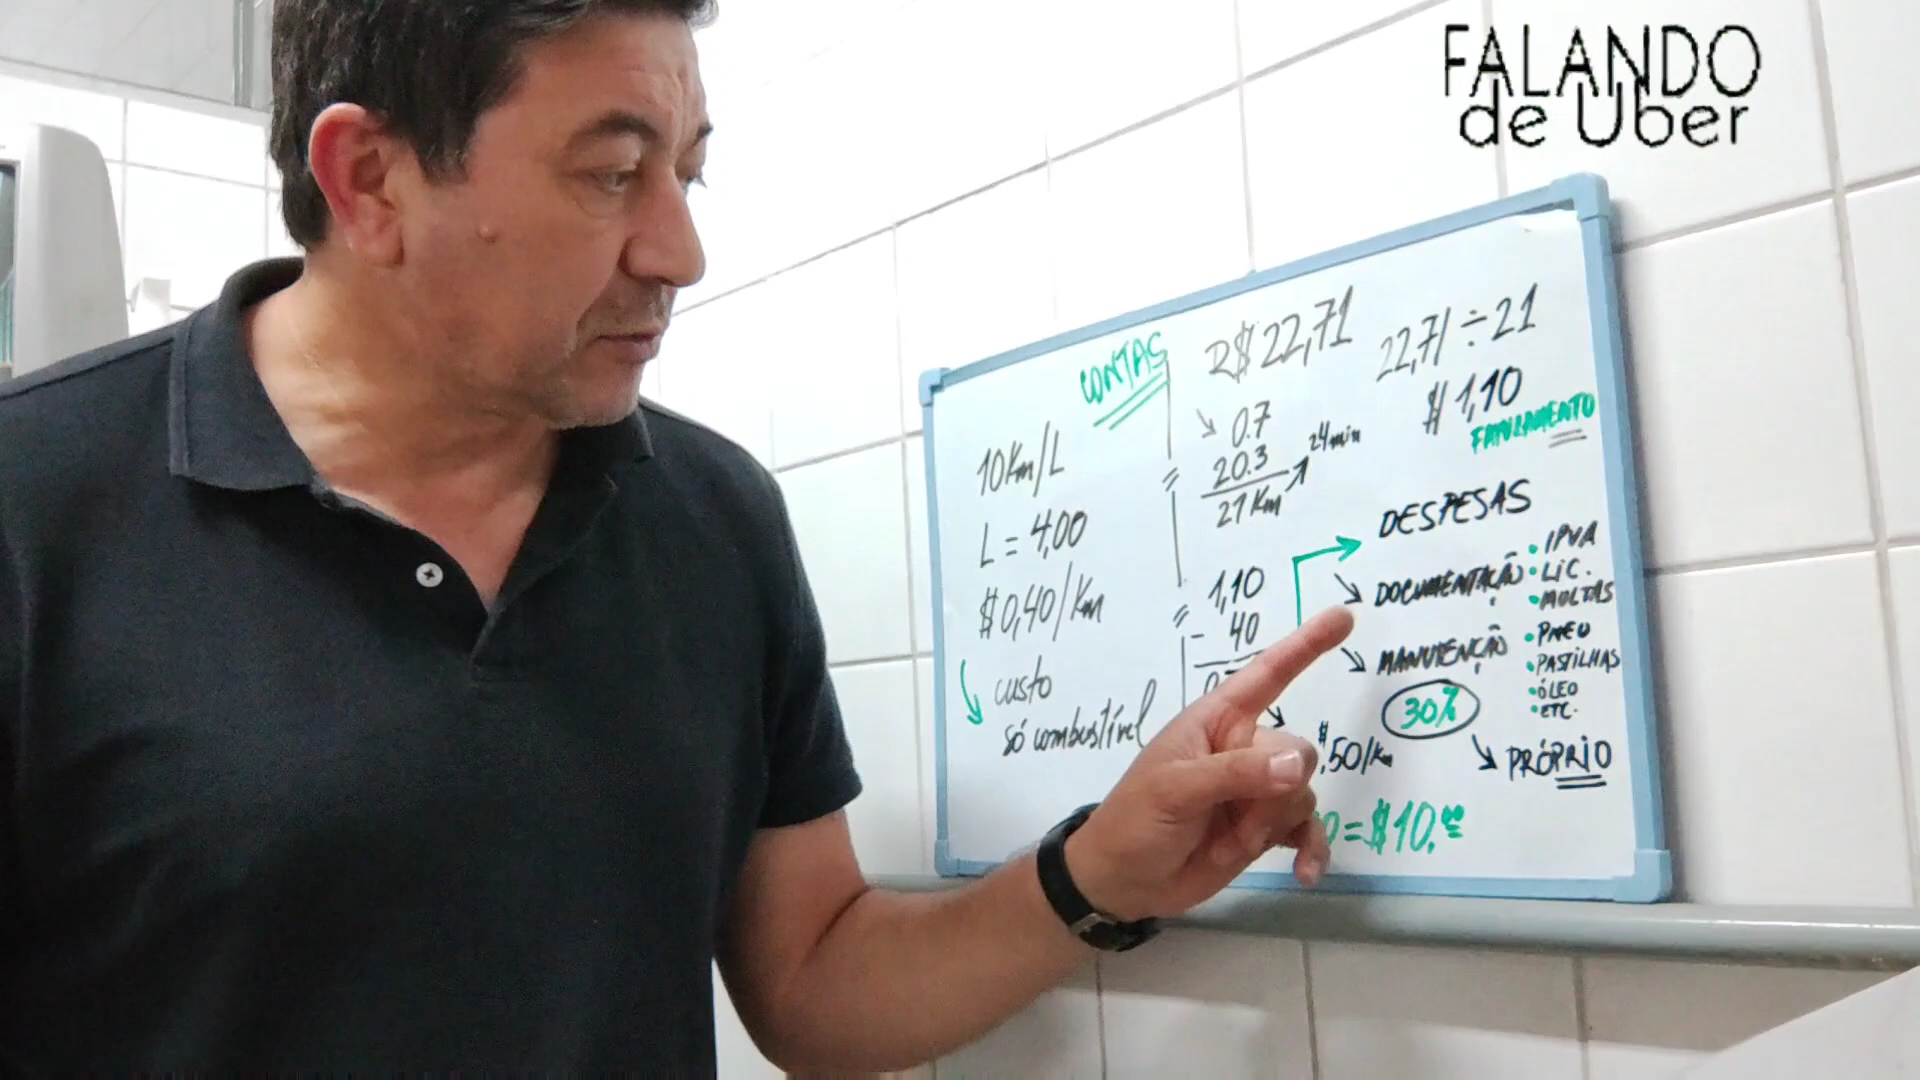 FALANDO
de Uber
CONTAS
10Km/L
L = 4,00
$0,40/Km
custo
só combustível
R$ 22,71
0.7
20.3
24min
21Km
1,10
- 40
,50/Km
= $10,00
22,71 ÷ 21
$ 1,10
FATURAMENTO
DESPESAS
DOCUMENTAÇÃO
• IPVA
• LIC.
• MULTAS
MANUTENÇÃO
• PNEU
• PASTILHAS
• ÓLEO
• ETC.
30%
PRÓPRIO